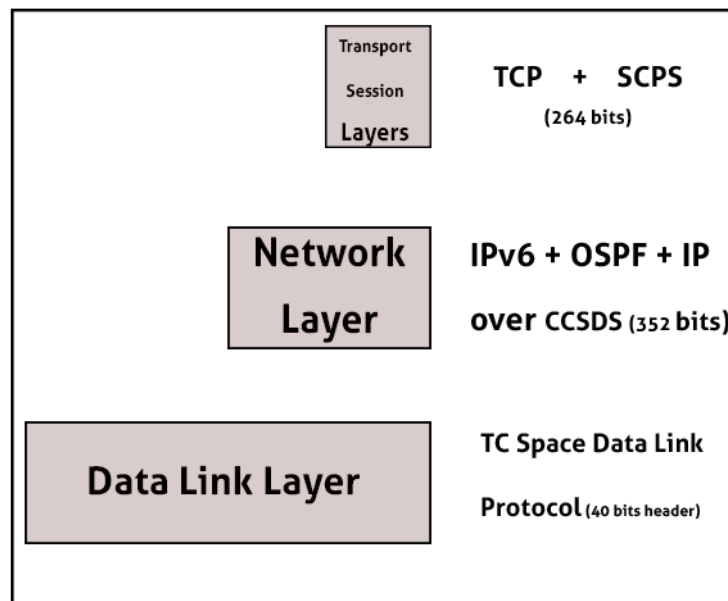 Transport
Session
Layers
TCP + SCPS
(264 bits)
Network
Layer
IPv6 + OSPF + IP
over CCSDS (352 bits)
Data Link Layer
TC Space Data Link
Protocol (40 bits header)